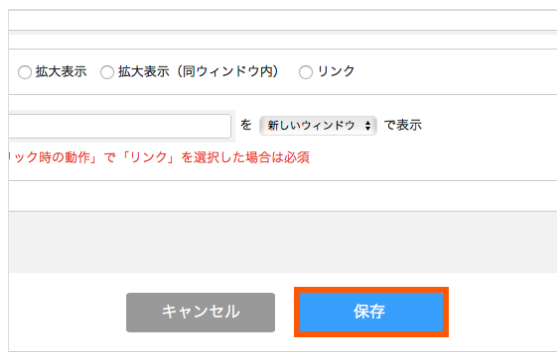 拡大表示 拡大表示（同ウィンドウ内） リンク
を 新しいウィンドウ で表示
リック時の動作」で「リンク」を選択した場合は必須
キャンセル 保存